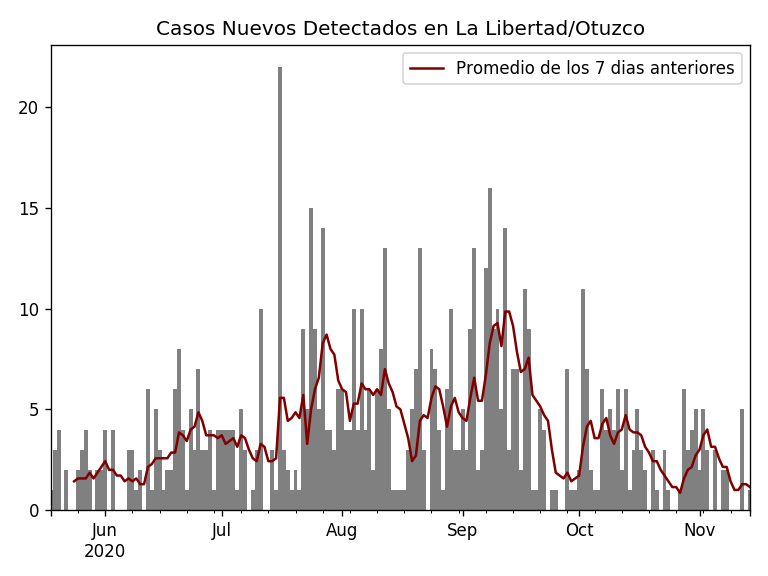 Casos Nuevos Detectados en La Libertad/Otuzco
Promedio de los 7 dias anteriores
20
15
10
5
0
Jun Jul Aug Sep Oct Nov
2020